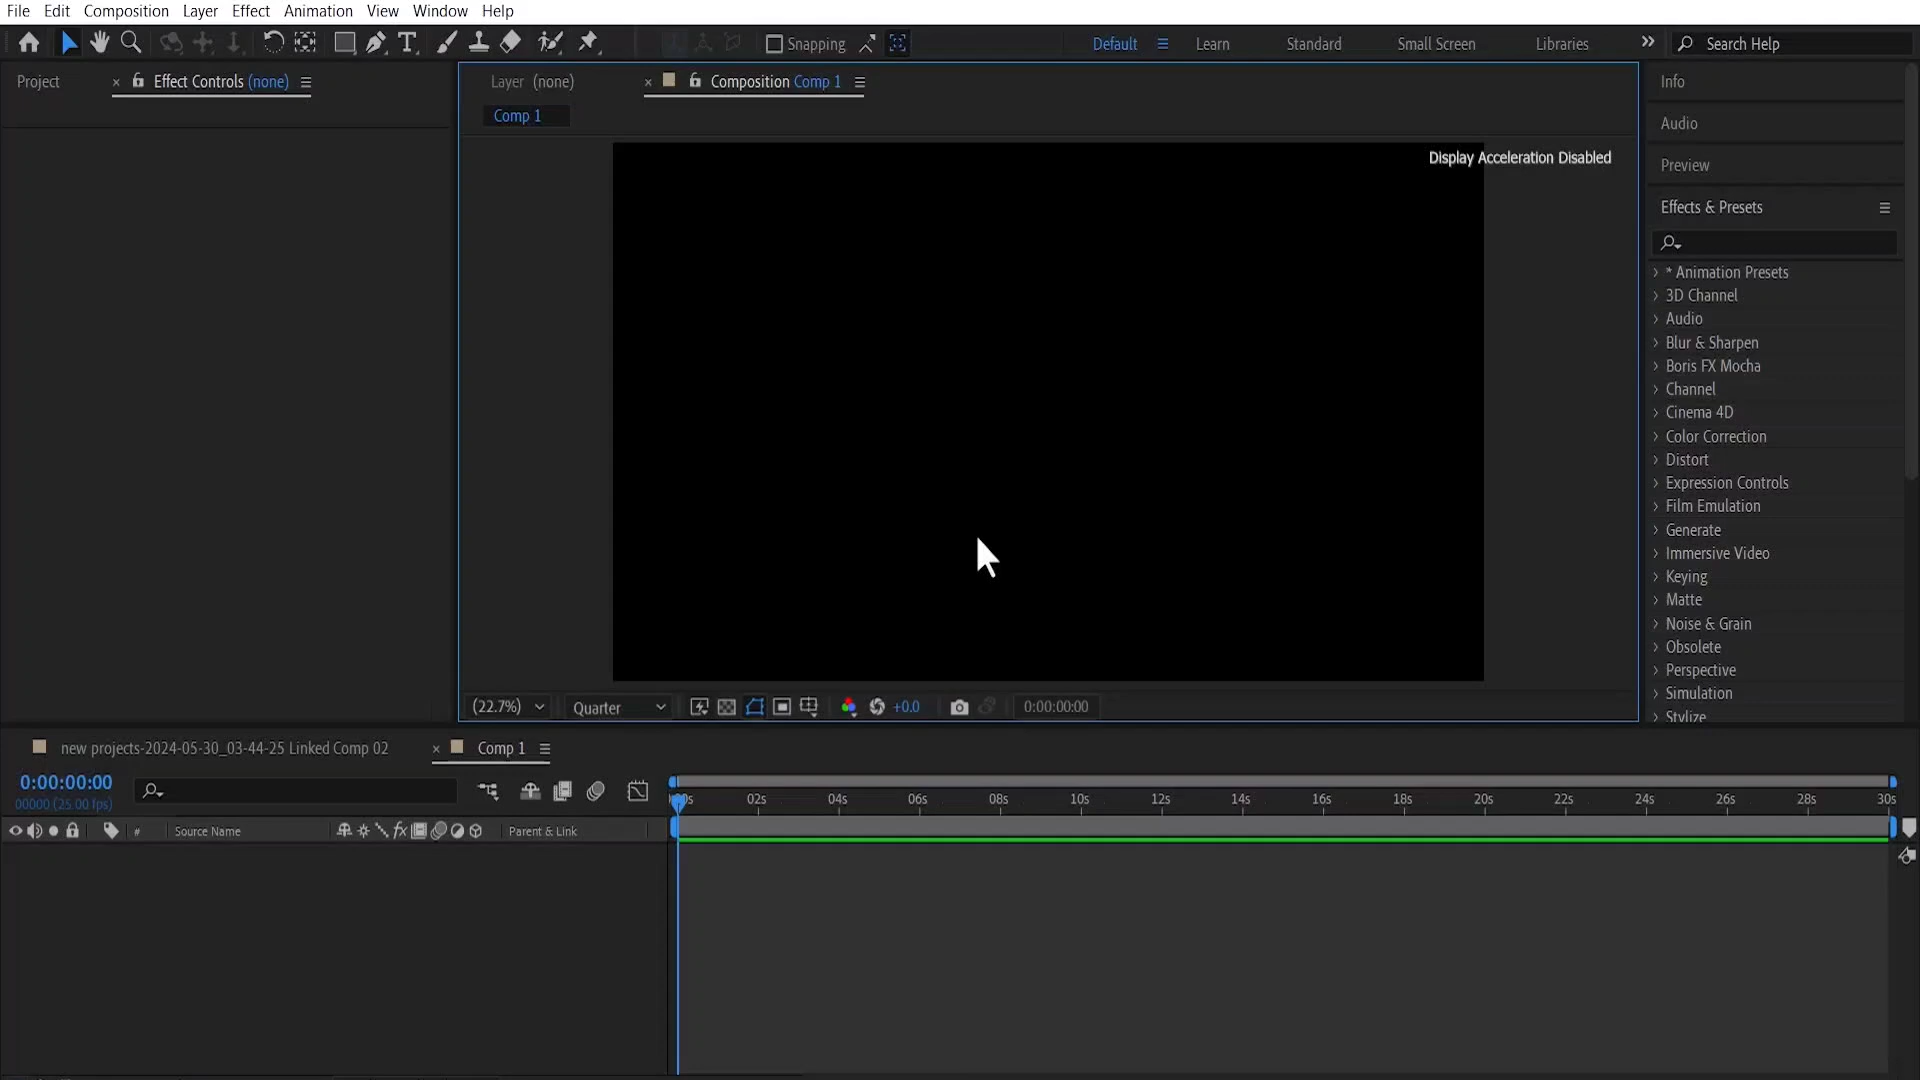 File Edit Composition Layer Effect Animation View Window Help
Snapping
Default
Learn
Standard
Small Screen
Libraries
Search Help
Project
Effect Controls (none)
Layer (none)
Composition Comp 1
Comp 1
Display Acceleration Disabled
Info
Audio
Preview
Effects & Presets
* Animation Presets
3D Channel
Audio
Blur & Sharpen
Boris FX Mocha
Channel
Cinema 4D
Color Correction
Distort
Expression Controls
Film Emulation
Generate
Immersive Video
Keying
Matte
Noise & Grain
Obsolete
Perspective
Simulation
Stylize
(22.7%)
Quarter
+0.0
0:00:00:00
new projects-2024-05-30_03-44-25 Linked Comp 02
Comp 1
0:00:00:00
00000 (25.00 fps)
02s 04s 06s 08s 10s 12s 14s 16s 18s 20s 22s 24s 26s 28s 30s
# Source Name
Parent & Link